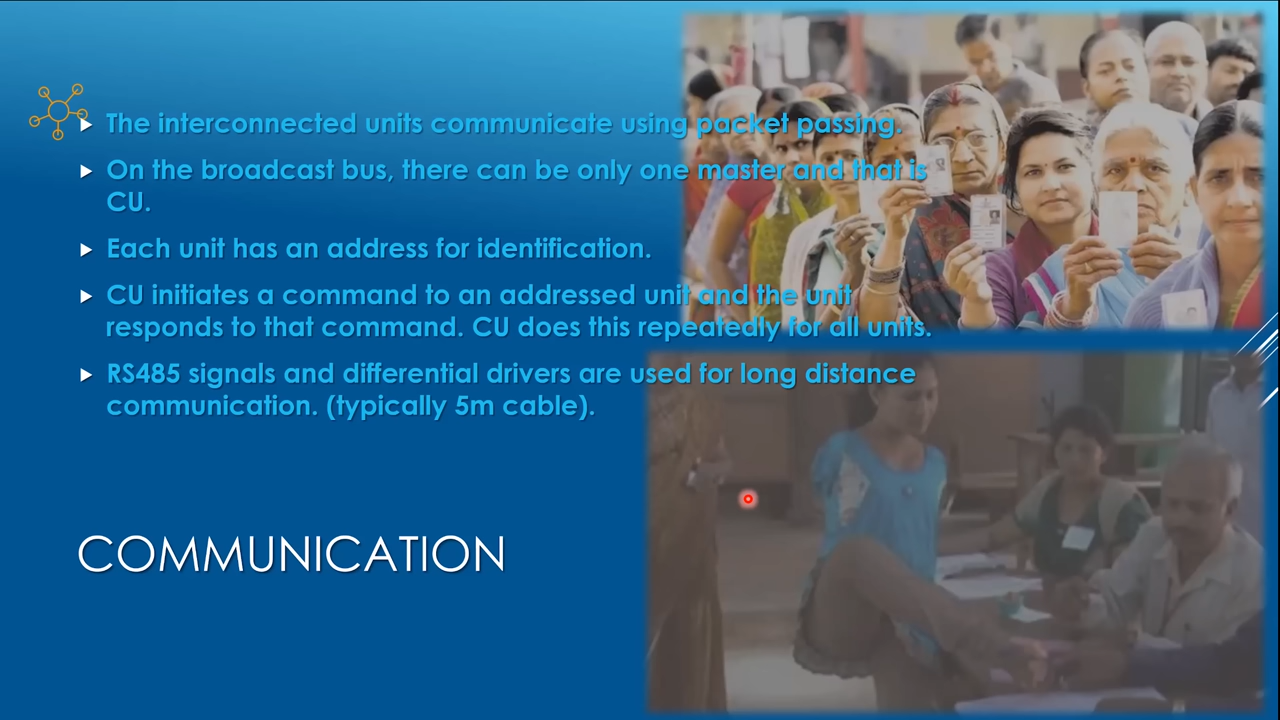 The interconnected units communicate using packet passing.
On the broadcast bus, there can be only one master and that is
CU.
Each unit has an address for identification.
CU initiates a command to an addressed unit and the unit
responds to that command. CU does this repeatedly for all units.
RS485 signals and differential drivers are used for long distance
communication. (typically 5m cable).
COMMUNICATION